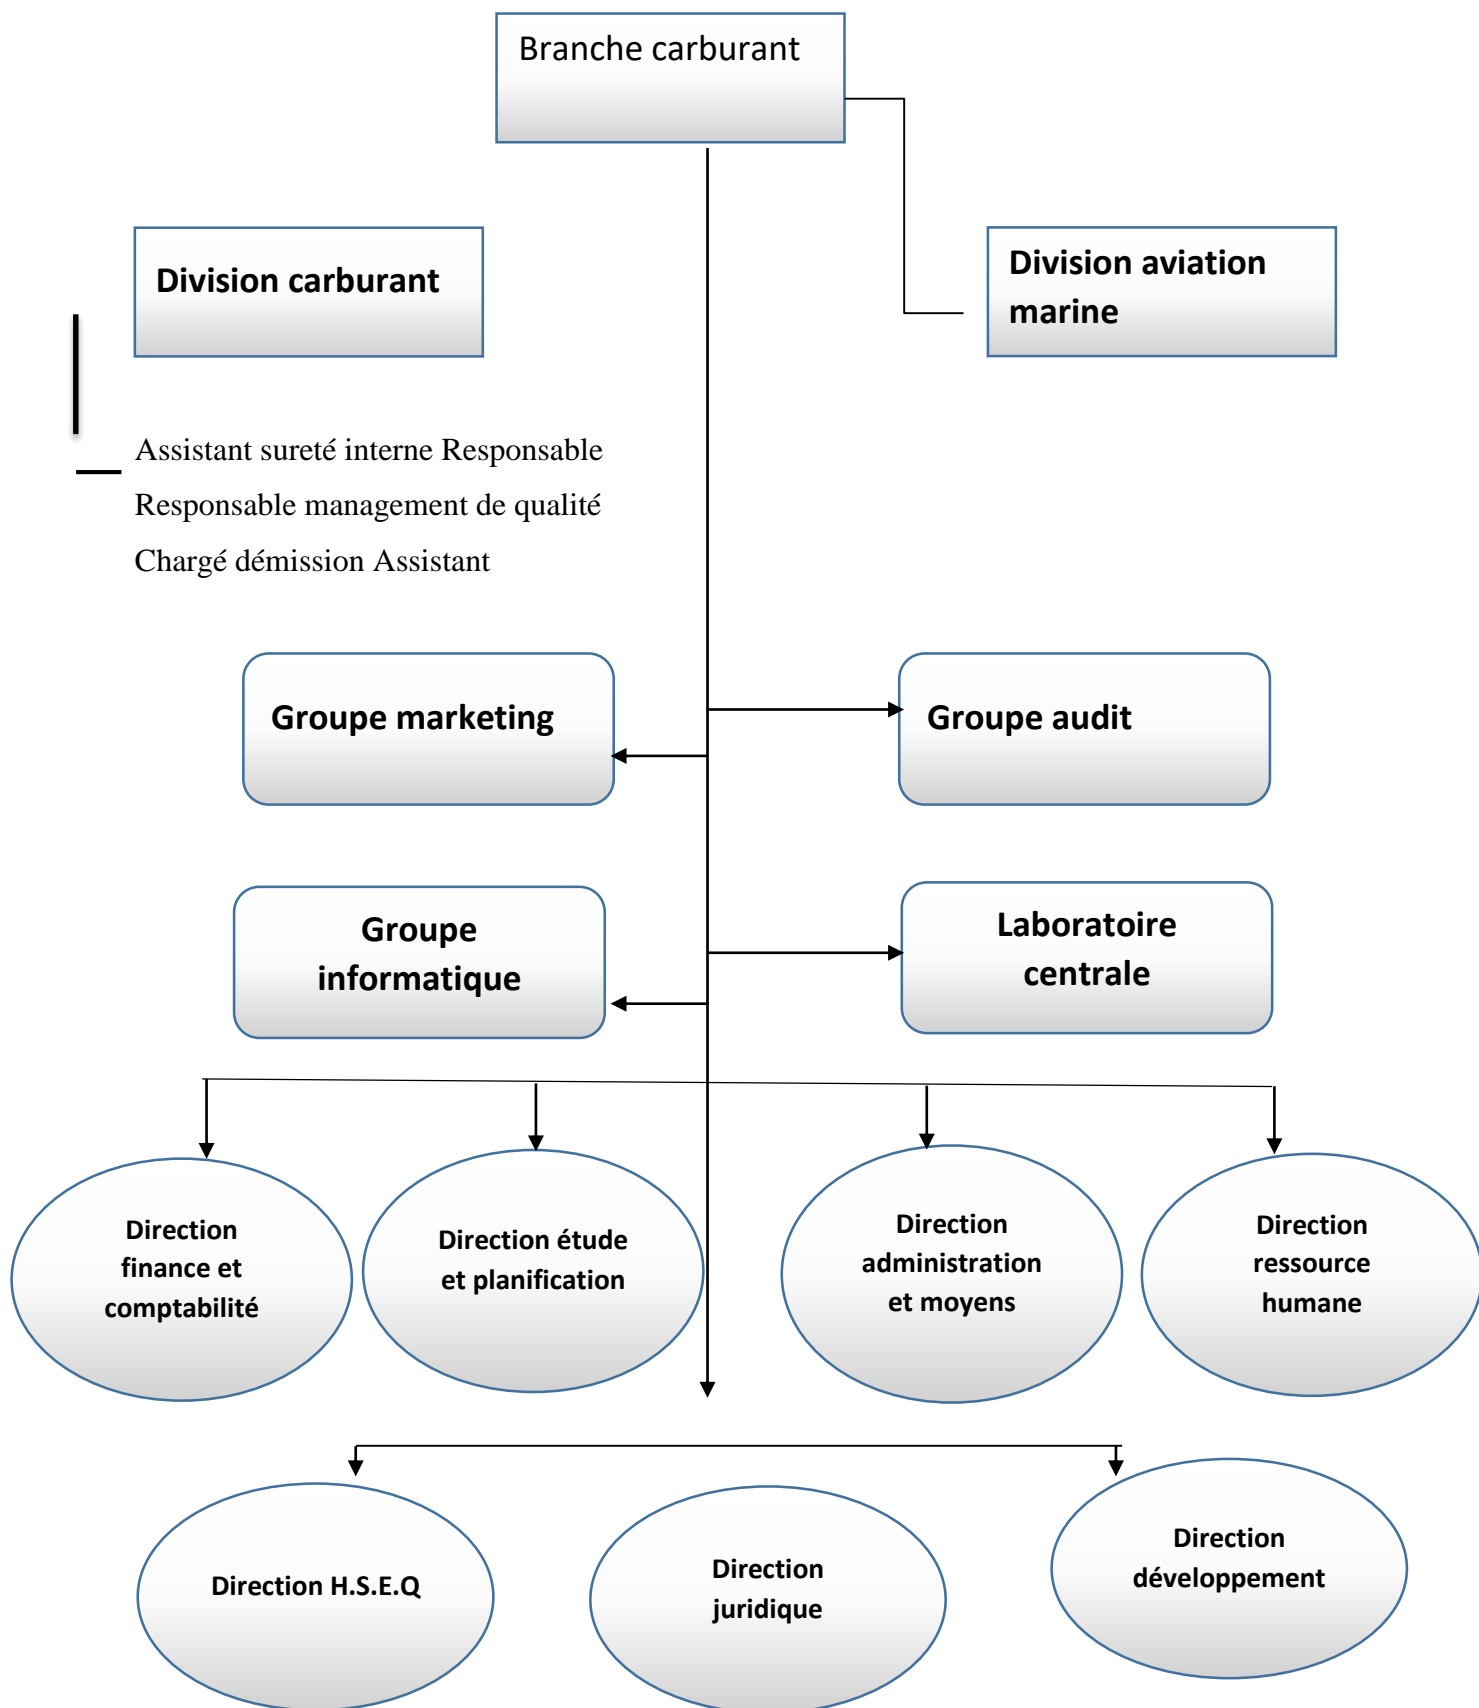 Branche carburant
Division carburant
Division aviation
marine
Assistant sureté interne Responsable
Responsable management de qualité
Chargé démission Assistant
Groupe marketing
Groupe audit
Groupe
informatique
Laboratoire
centrale
Direction
finance et
comptabilité
Direction étude
et planification
Direction
administration
et moyens
Direction
ressource
humane
Direction H.S.E.Q
Direction
juridique
Direction
développement